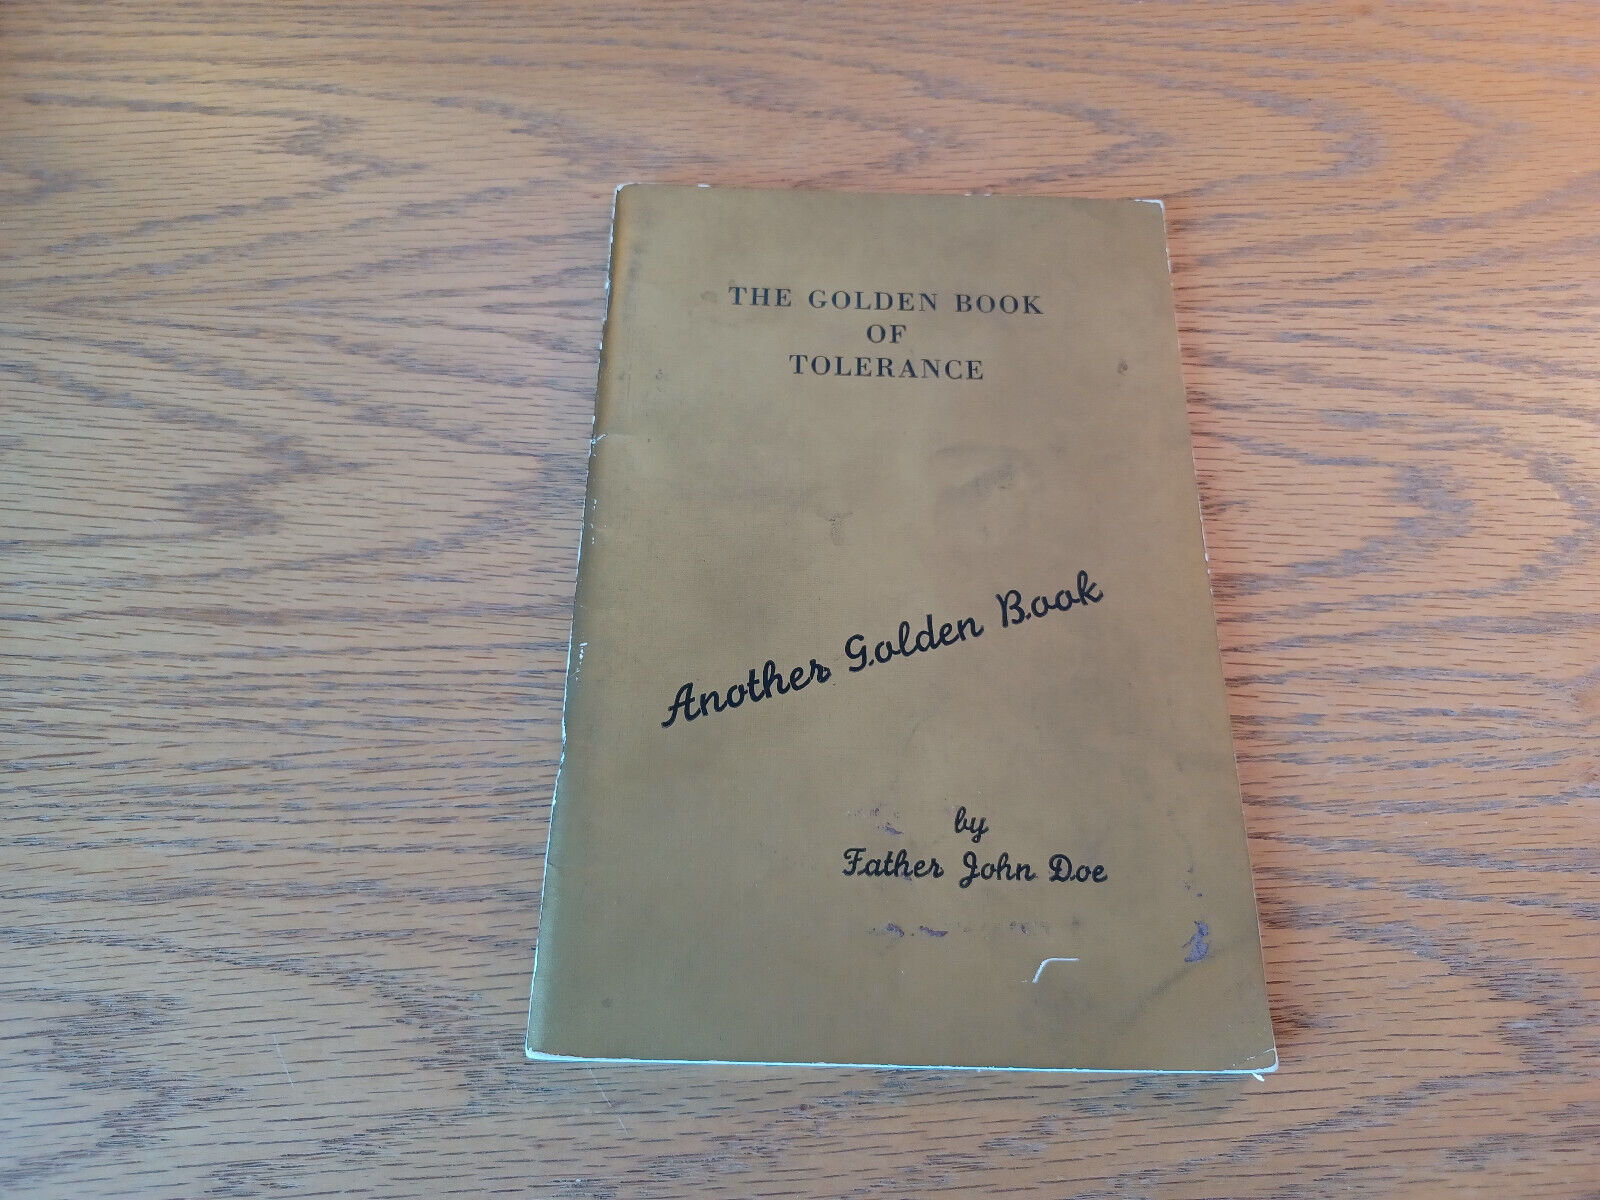 THE GOLDEN BOOK
OF
TOLERANCE
Another Golden Book
by
Father John Doe